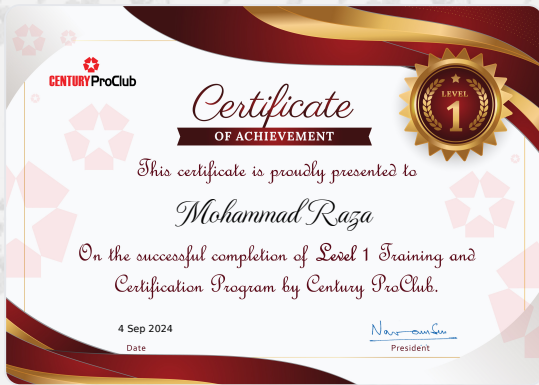 CENTURY ProClub
Certificate
OF ACHIEVEMENT
LEVEL
1
This certificate is proudly presented to
Mohammad Raza
On the successful completion of Level 1 Training and
Certification Program by Century ProClub.
4 Sep 2024
Date
President